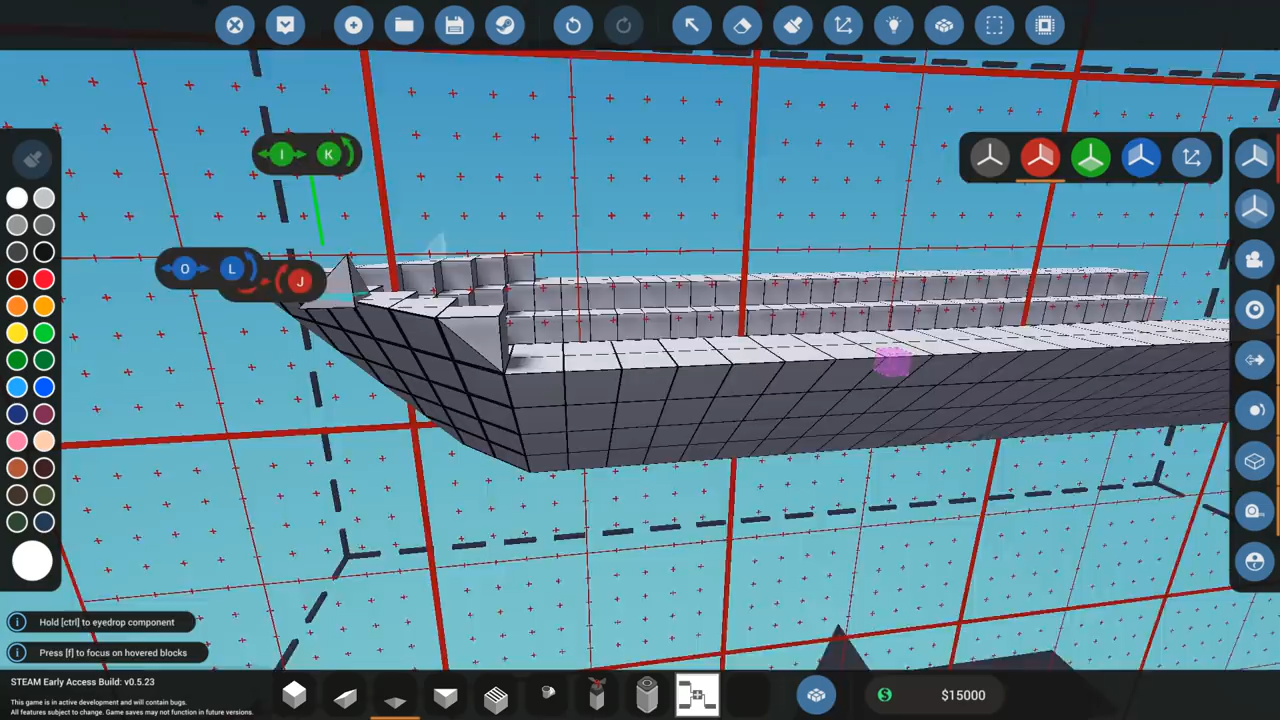 I K
O L J
Hold [ctrl] to eyedrop component
Press [f] to focus on hovered blocks
STEAM Early Access Build: v0.5.23
This game is in active development and will contain bugs.
All features subject to change. Game saves may not function in future versions.
$ $15000